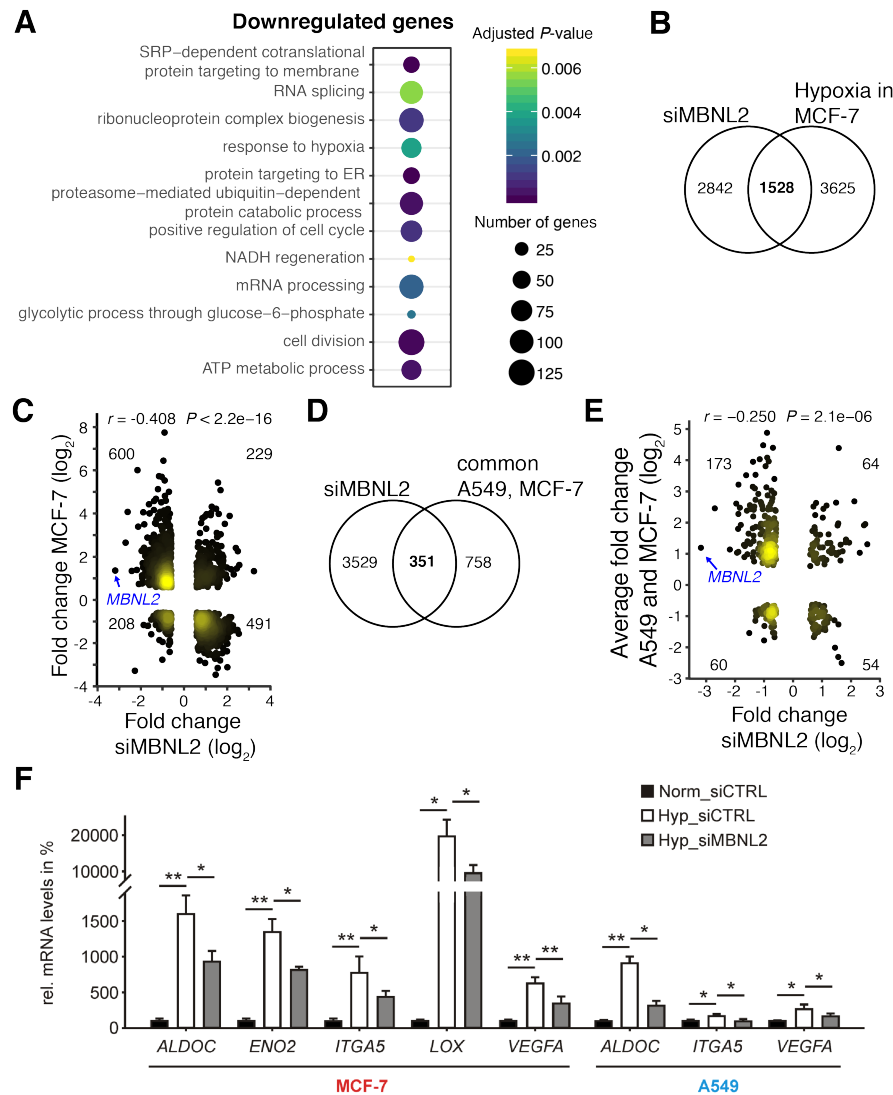 A
Downregulated genes
SRP−dependent cotranslational
protein targeting to membrane
RNA splicing
ribonucleoprotein complex biogenesis
response to hypoxia
protein targeting to ER
proteasome−mediated ubiquitin−dependent
protein catabolic process
positive regulation of cell cycle
NADH regeneration
mRNA processing
glycolytic process through glucose−6−phosphate
cell division
ATP metabolic process
Adjusted P-value
0.006
0.004
0.002
Number of genes
25
50
75
100
125
B
siMBNL2
Hypoxia in
MCF-7
2842
1528
3625
C
r = -0.408 P < 2.2e−16
600
229
MBNL2
208
491
8
6
4
2
0
-2
-4
-4 -2 0 2 4
Fold change MCF-7 (log2)
Fold change
siMBNL2 (log2)
D
siMBNL2
common
A549, MCF-7
3529
351
758
E
r = −0.250 P = 2.1e−06
173
64
MBNL2
60
54
5
4
3
2
1
0
-1
-2
-3
-3 -2 -1 0 1 2 3
Average fold change
A549 and MCF-7 (log2)
Fold change
siMBNL2 (log2)
F
Norm_siCTRL
Hyp_siCTRL
Hyp_siMBNL2
rel. mRNA levels in %
20000
10000
1500
1000
500
0
** *
** *
** *
* *
** **
** *
* *
* *
ALDOC ENO2 ITGA5 LOX VEGFA ALDOC ITGA5 VEGFA
MCF-7 A549